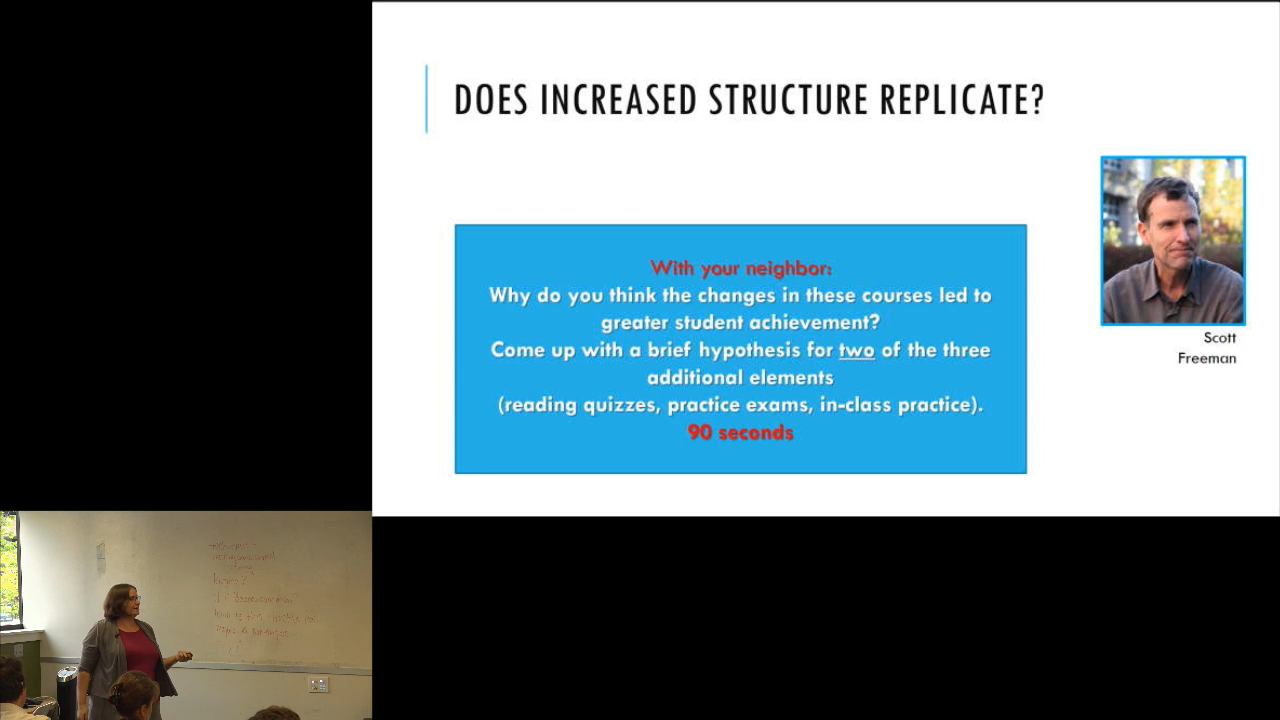 DOES INCREASED STRUCTURE REPLICATE?
With your neighbor:
Why do you think the changes in these courses led to
greater student achievement?
Come up with a brief hypothesis for two of the three
additional elements
(reading quizzes, practice exams, in-class practice).
90 seconds
Scott
Freeman